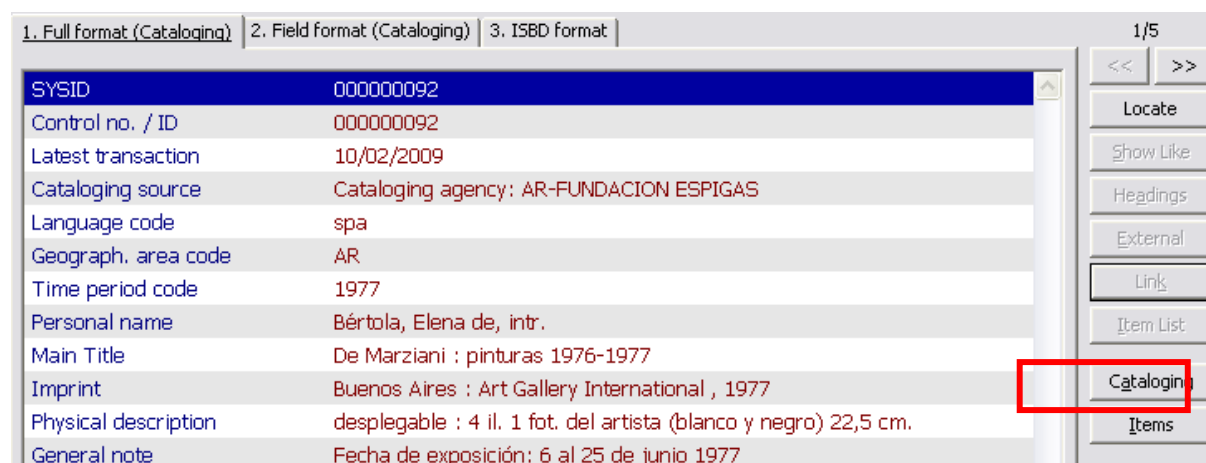 1. Full format (Cataloging) 2. Field format (Cataloging) 3. ISBD format 1/5
<< >>
SYSID 000000092
Locate
Control no. / ID 000000092
Latest transaction 10/02/2009
Show Like
Cataloging source Cataloging agency: AR-FUNDACION ESPIGAS
Headings
Language code spa
External
Geograph. area code AR
Link
Time period code 1977
Personal name Bértola, Elena de, intr.
Item List
Main Title De Marziani : pinturas 1976-1977
Cataloging
Imprint Buenos Aires : Art Gallery International , 1977
Physical description desplegable : 4 il. 1 fot. del artista (blanco y negro) 22,5 cm.
Items
General note Fecha de exposición: 6 al 25 de junio 1977